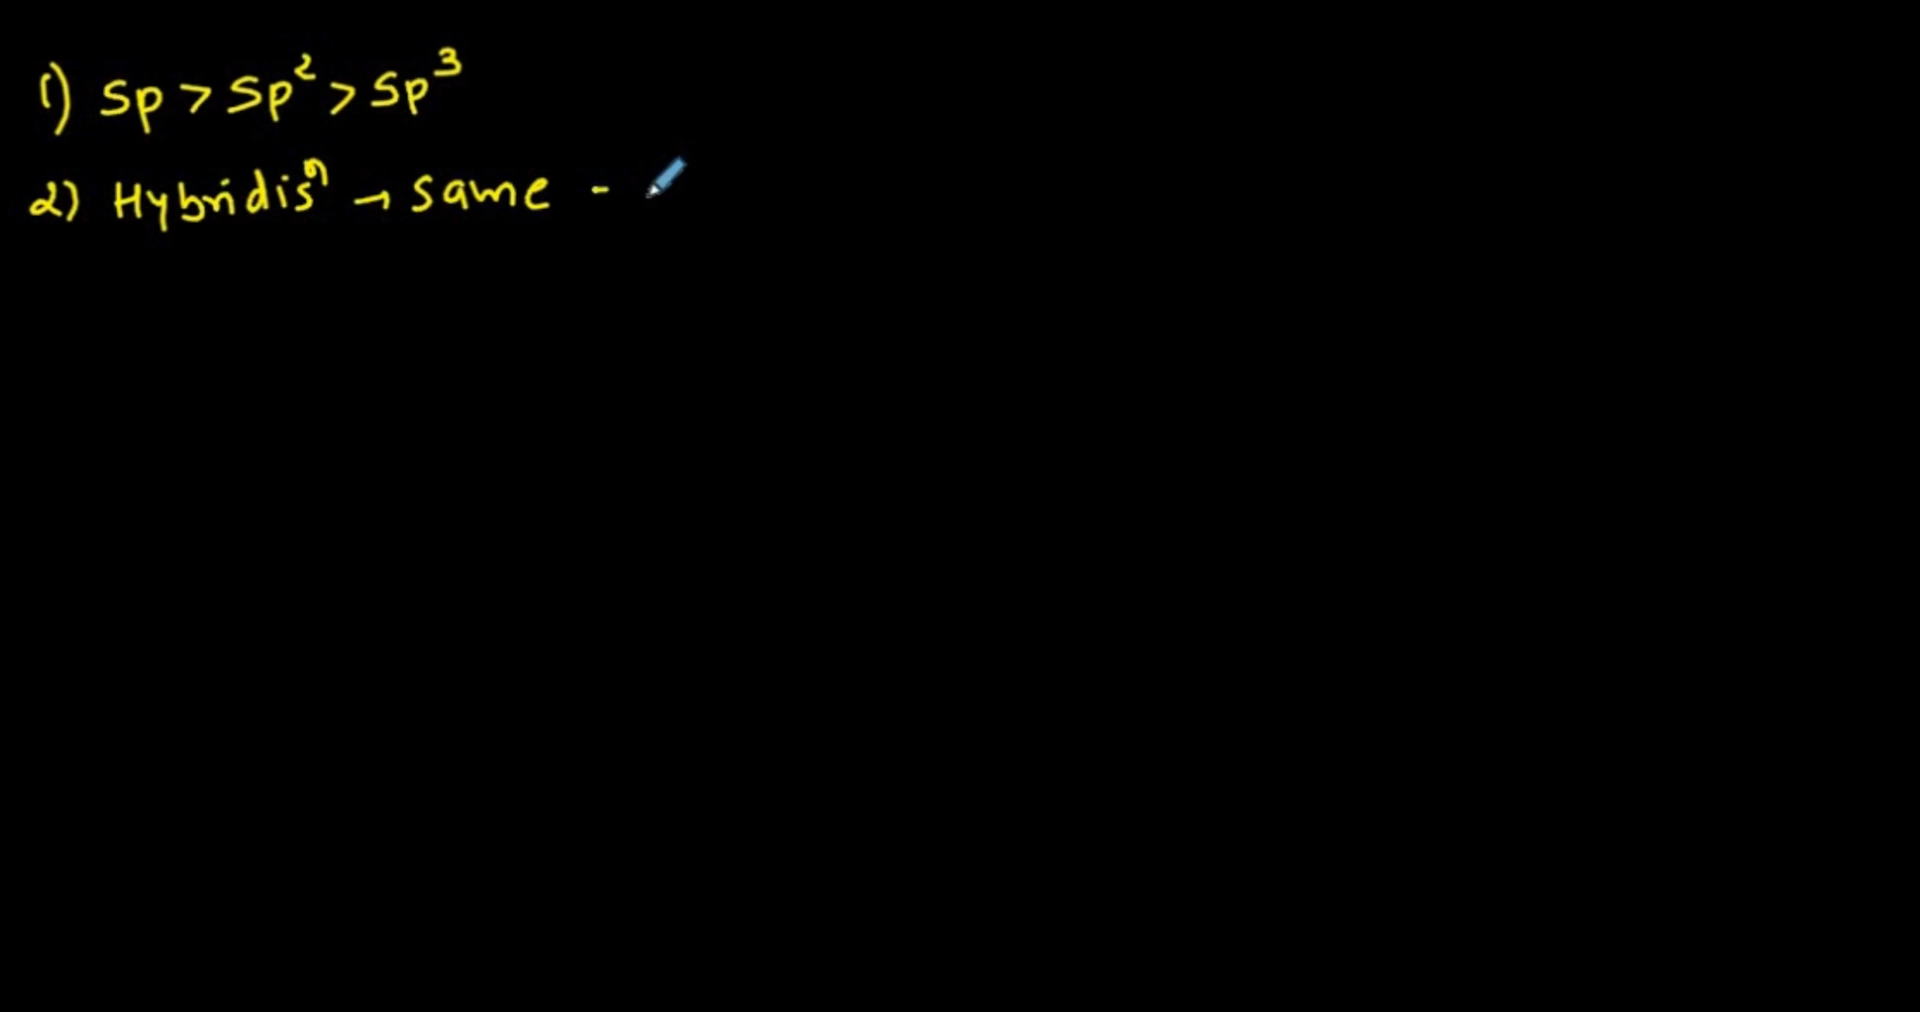 1) sp > sp² > sp³
2) Hybridisⁿ → same -